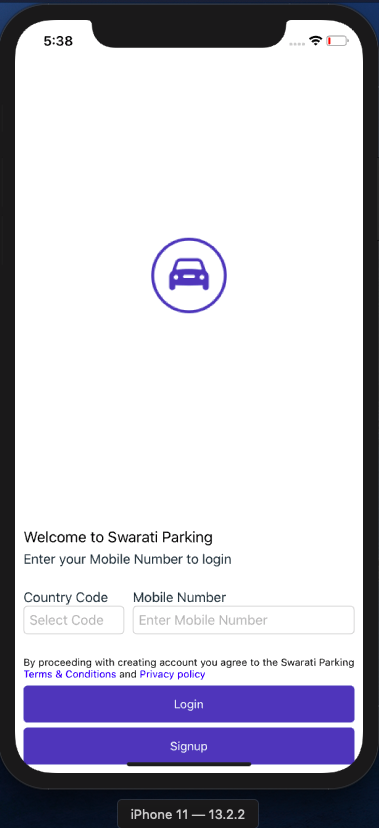 5:38
Welcome to Swarati Parking
Enter your Mobile Number to login
Country Code Mobile Number
Select Code Enter Mobile Number
By proceeding with creating account you agree to the Swarati Parking
Terms & Conditions and Privacy policy
Login
Signup
iPhone 11 — 13.2.2